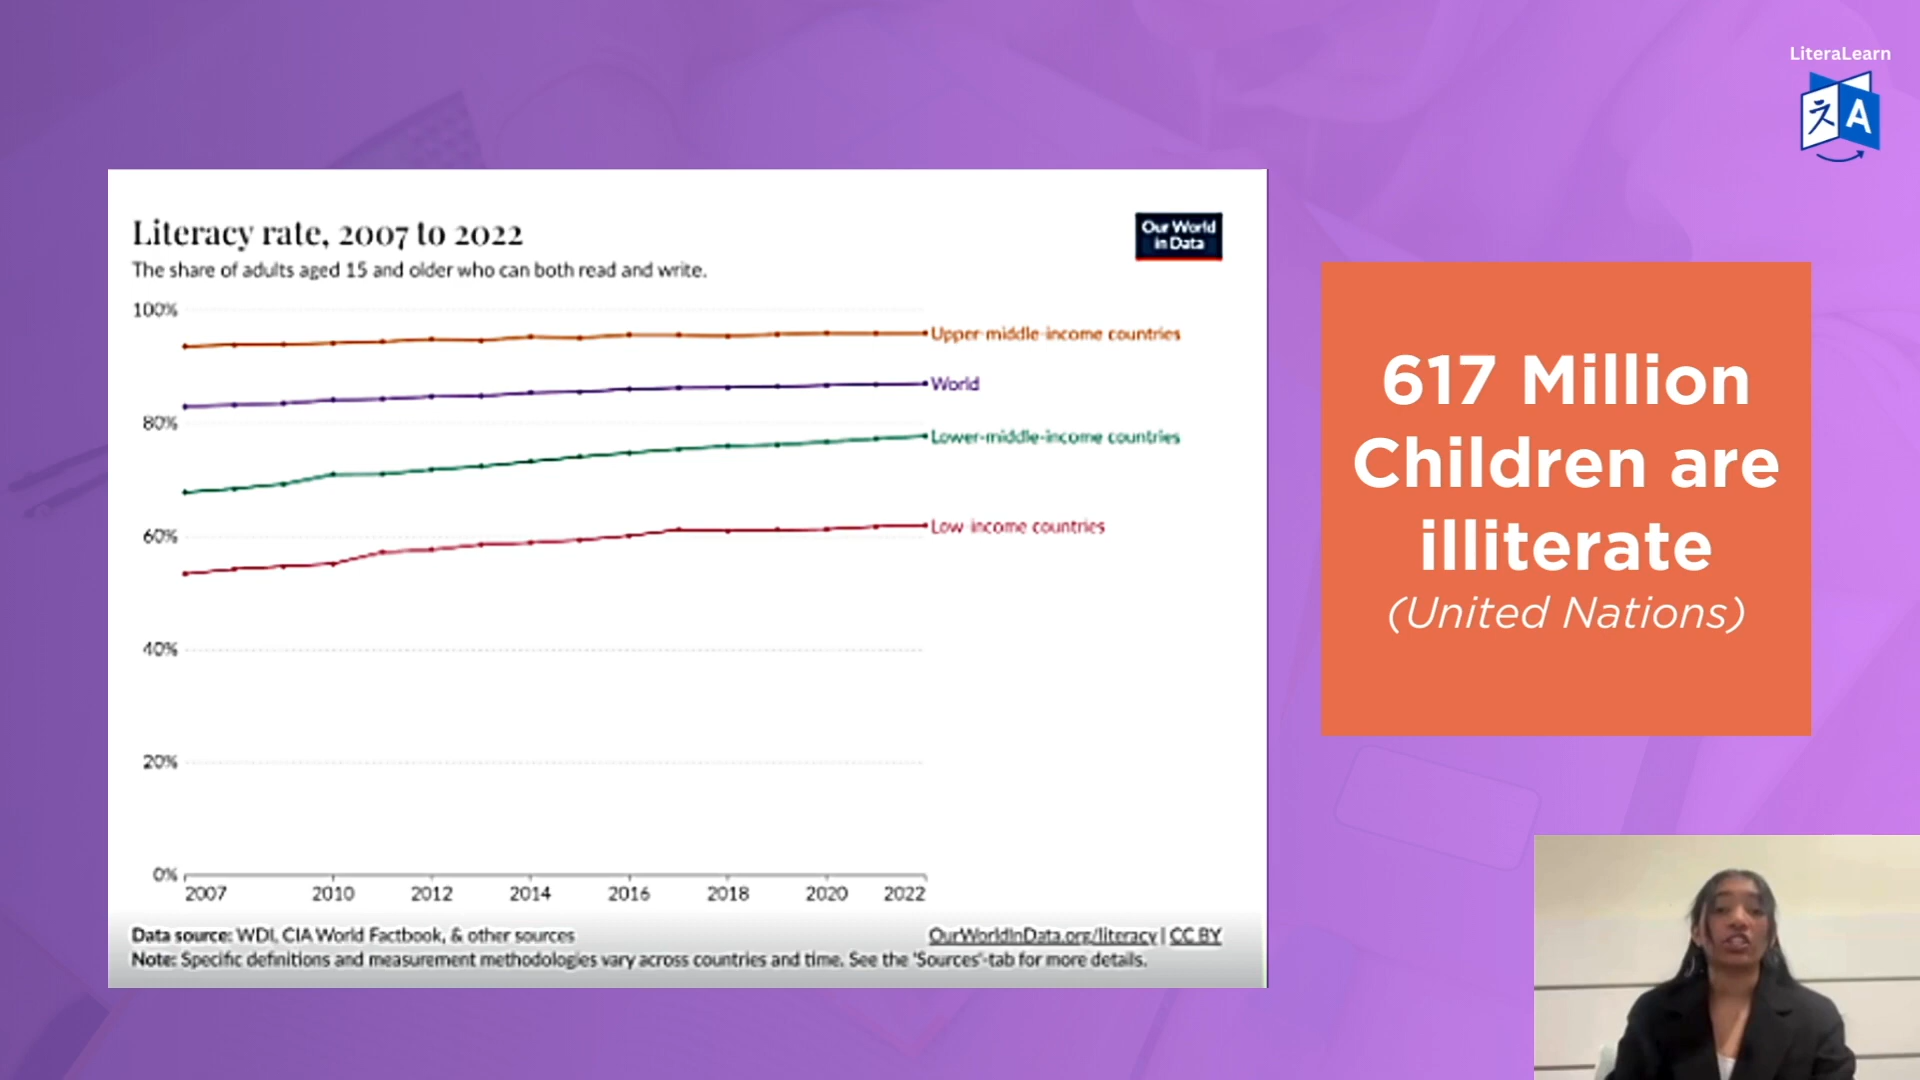 LiteraLearn
文 A
Literacy rate, 2007 to 2022
The share of adults aged 15 and older who can both read and write.
Our World
in Data
100%
Upper-middle-income countries
World
80%
Lower-middle-income countries
60%
Low-income countries
40%
20%
0%
2007 2010 2012 2014 2016 2018 2020 2022
Data source: WDI, CIA World Factbook, & other sources
OurWorldInData.org/literacy | CC BY
Note: Specific definitions and measurement methodologies vary across countries and time. See the 'Sources'-tab for more details.
617 Million
Children are
illiterate
(United Nations)